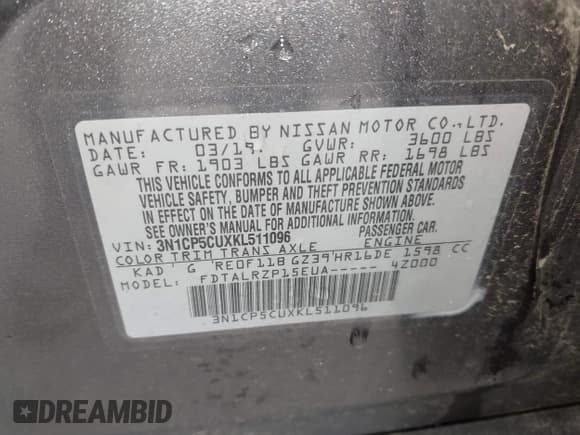 MANUFACTURED BY NISSAN MOTOR CO., LTD.
DATE: 03/19 GVWR: 3600 LBS
GAWR FR: 1903 LBS GAWR RR: 1698 LBS
THIS VEHICLE CONFORMS TO ALL APPLICABLE FEDERAL MOTOR
VEHICLE SAFETY, BUMPER AND THEFT PREVENTION STANDARDS
IN EFFECT ON THE DATE OF MANUFACTURE SHOWN ABOVE.
SEE OWNER'S MANUAL FOR ADDITIONAL INFORMATION.
VIN: 3N1CP5CUXKL511096 PASSENGER CAR.
COLOR TRIM TRANS AXLE ENGINE
KAD G RE0F11B GZ39 HR16DE 1598 CC
MODEL: FDTALRZP15EUA----- 4Z000
3N1CP5CUXKL511096
DREAMBID